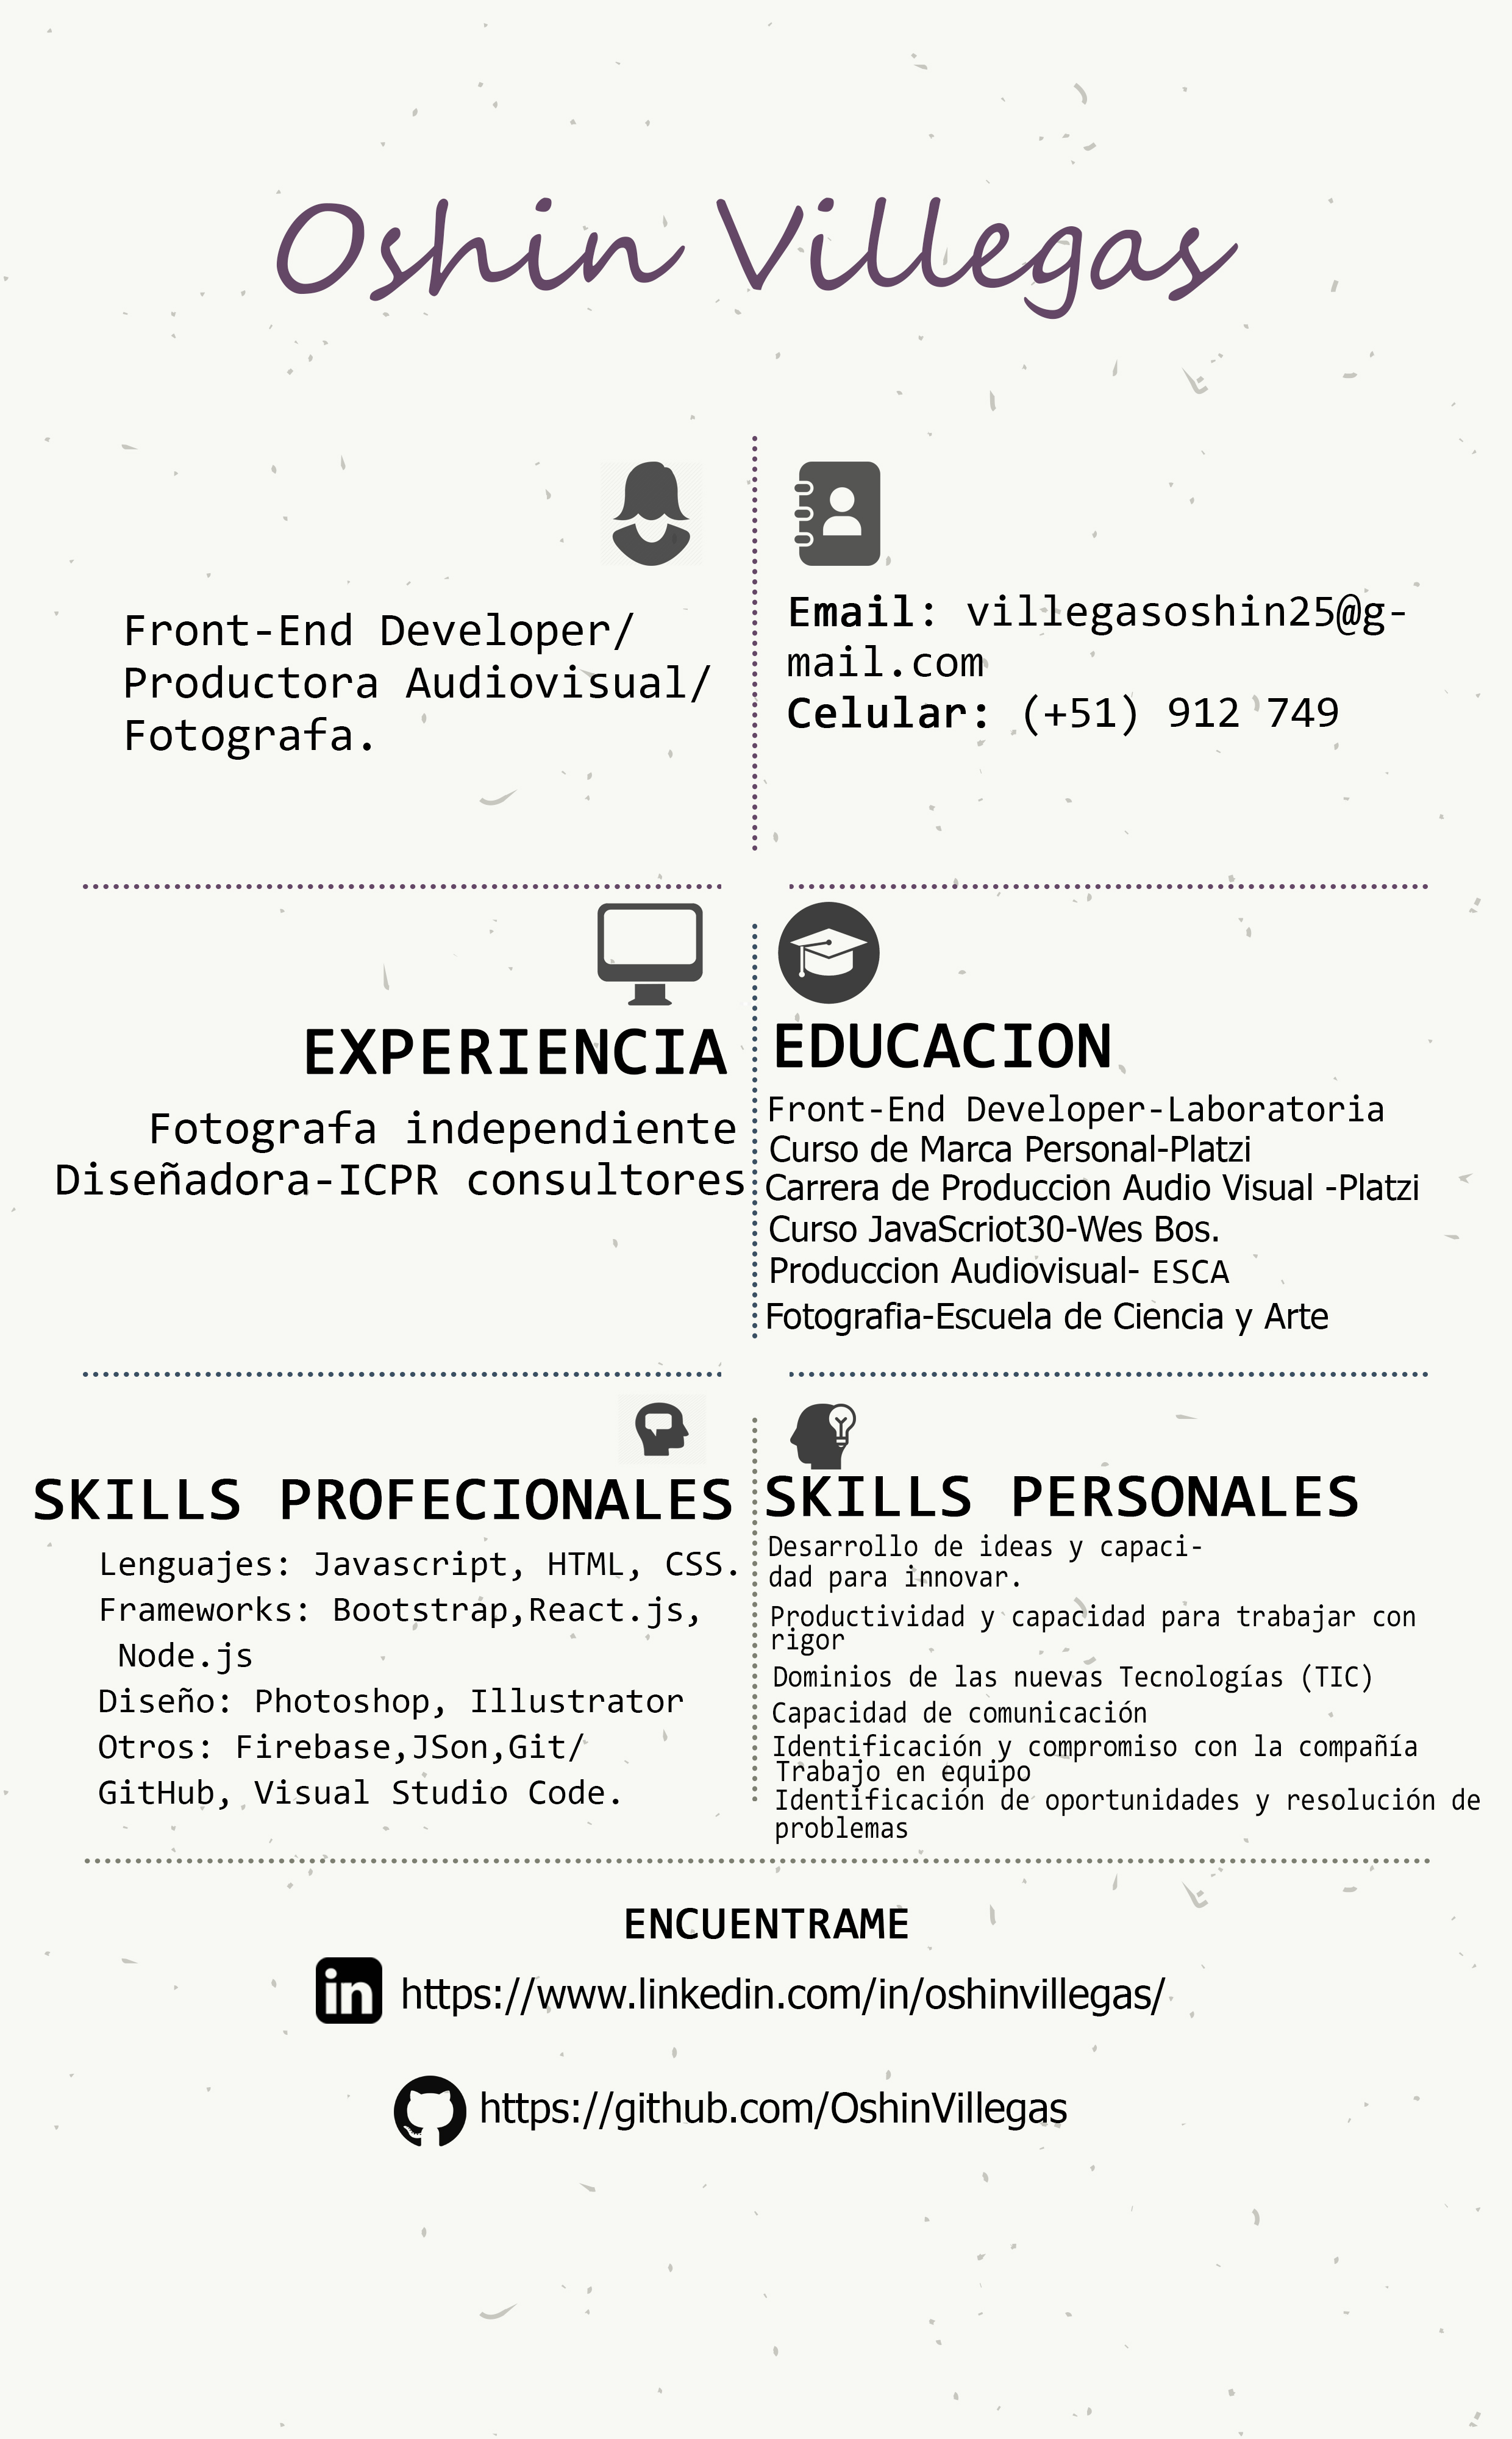 Oshin Villegas
Front-End Developer/
Productora Audiovisual/
Fotografa.
Email: villegasoshin25@g-
mail.com
Celular: (+51) 912 749
EXPERIENCIA
Fotografa independiente
Diseñadora-ICPR consultores
EDUCACION
Front-End Developer-Laboratoria
Curso de Marca Personal-Platzi
Carrera de Produccion Audio Visual -Platzi
Curso JavaScriot30-Wes Bos.
Produccion Audiovisual- ESCA
Fotografia-Escuela de Ciencia y Arte
SKILLS PROFECIONALES
Lenguajes: Javascript, HTML, CSS.
Frameworks: Bootstrap,React.js,
Node.js
Diseño: Photoshop, Illustrator
Otros: Firebase,JSon,Git/
GitHub, Visual Studio Code.
SKILLS PERSONALES
Desarrollo de ideas y capaci-
dad para innovar.
Productividad y capacidad para trabajar con
rigor
Dominios de las nuevas Tecnologías (TIC)
Capacidad de comunicación
Identificación y compromiso con la compañía
Trabajo en equipo
Identificación de oportunidades y resolución de
problemas
ENCUENTRAME
in https://www.linkedin.com/in/oshinvillegas/
https://github.com/OshinVillegas